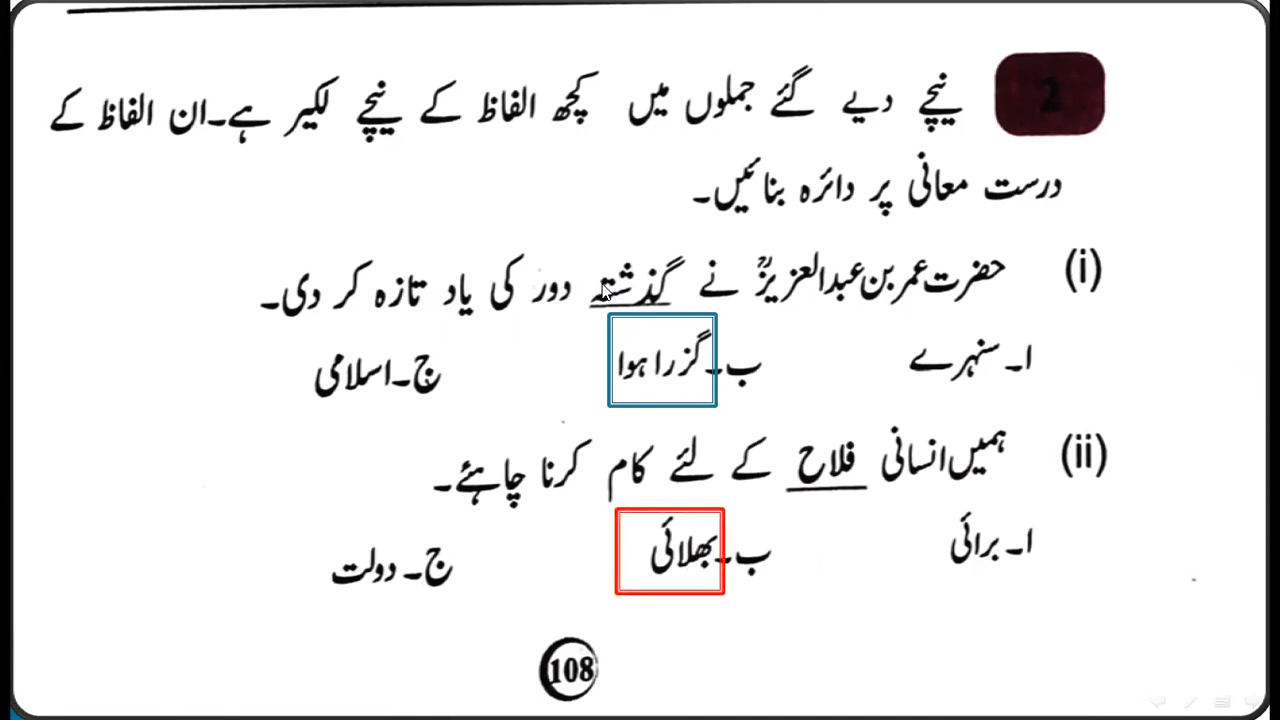 2 نیچے دیے گئے جملوں میں کچھ الفاظ کے نیچے لکیر ہے۔ان الفاظ کے
درست معانی پر دائرہ بنائیں۔
(i) حضرت عمر بن عبدالعزیزؒ نے گذشتہ دور کی یاد تازہ کر دی۔
ا۔ سنہرے ب۔گزرا ہوا ج۔اسلامی
(ii) ہمیں انسانی فلاح کے لئے کام کرنا چاہئے۔
ا۔ برائی ب۔بھلائی ج۔ دولت
108